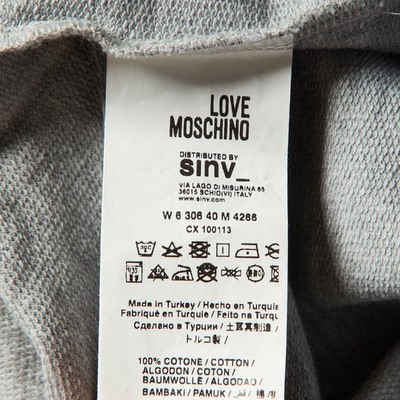 LOVE
MOSCHINO
DISTRIBUTED BY
sinv_
VIA LAGO DI MISURINA 65
36015 SCHIO(VI) ITALY
www.sinv.com
W 6 306 40 M 4266
CX 100113
Made in Turkey / Hecho en Turquie
Fabriqué en Turquie / Feito na Turq
Сделано в Турции / 土耳其制造 /
トルコ製 /
100% COTONE / COTTON /
ALGODON / COTON /
BAUMWOLLE / ALGODAO /
BAMBAKI / PAMUK /